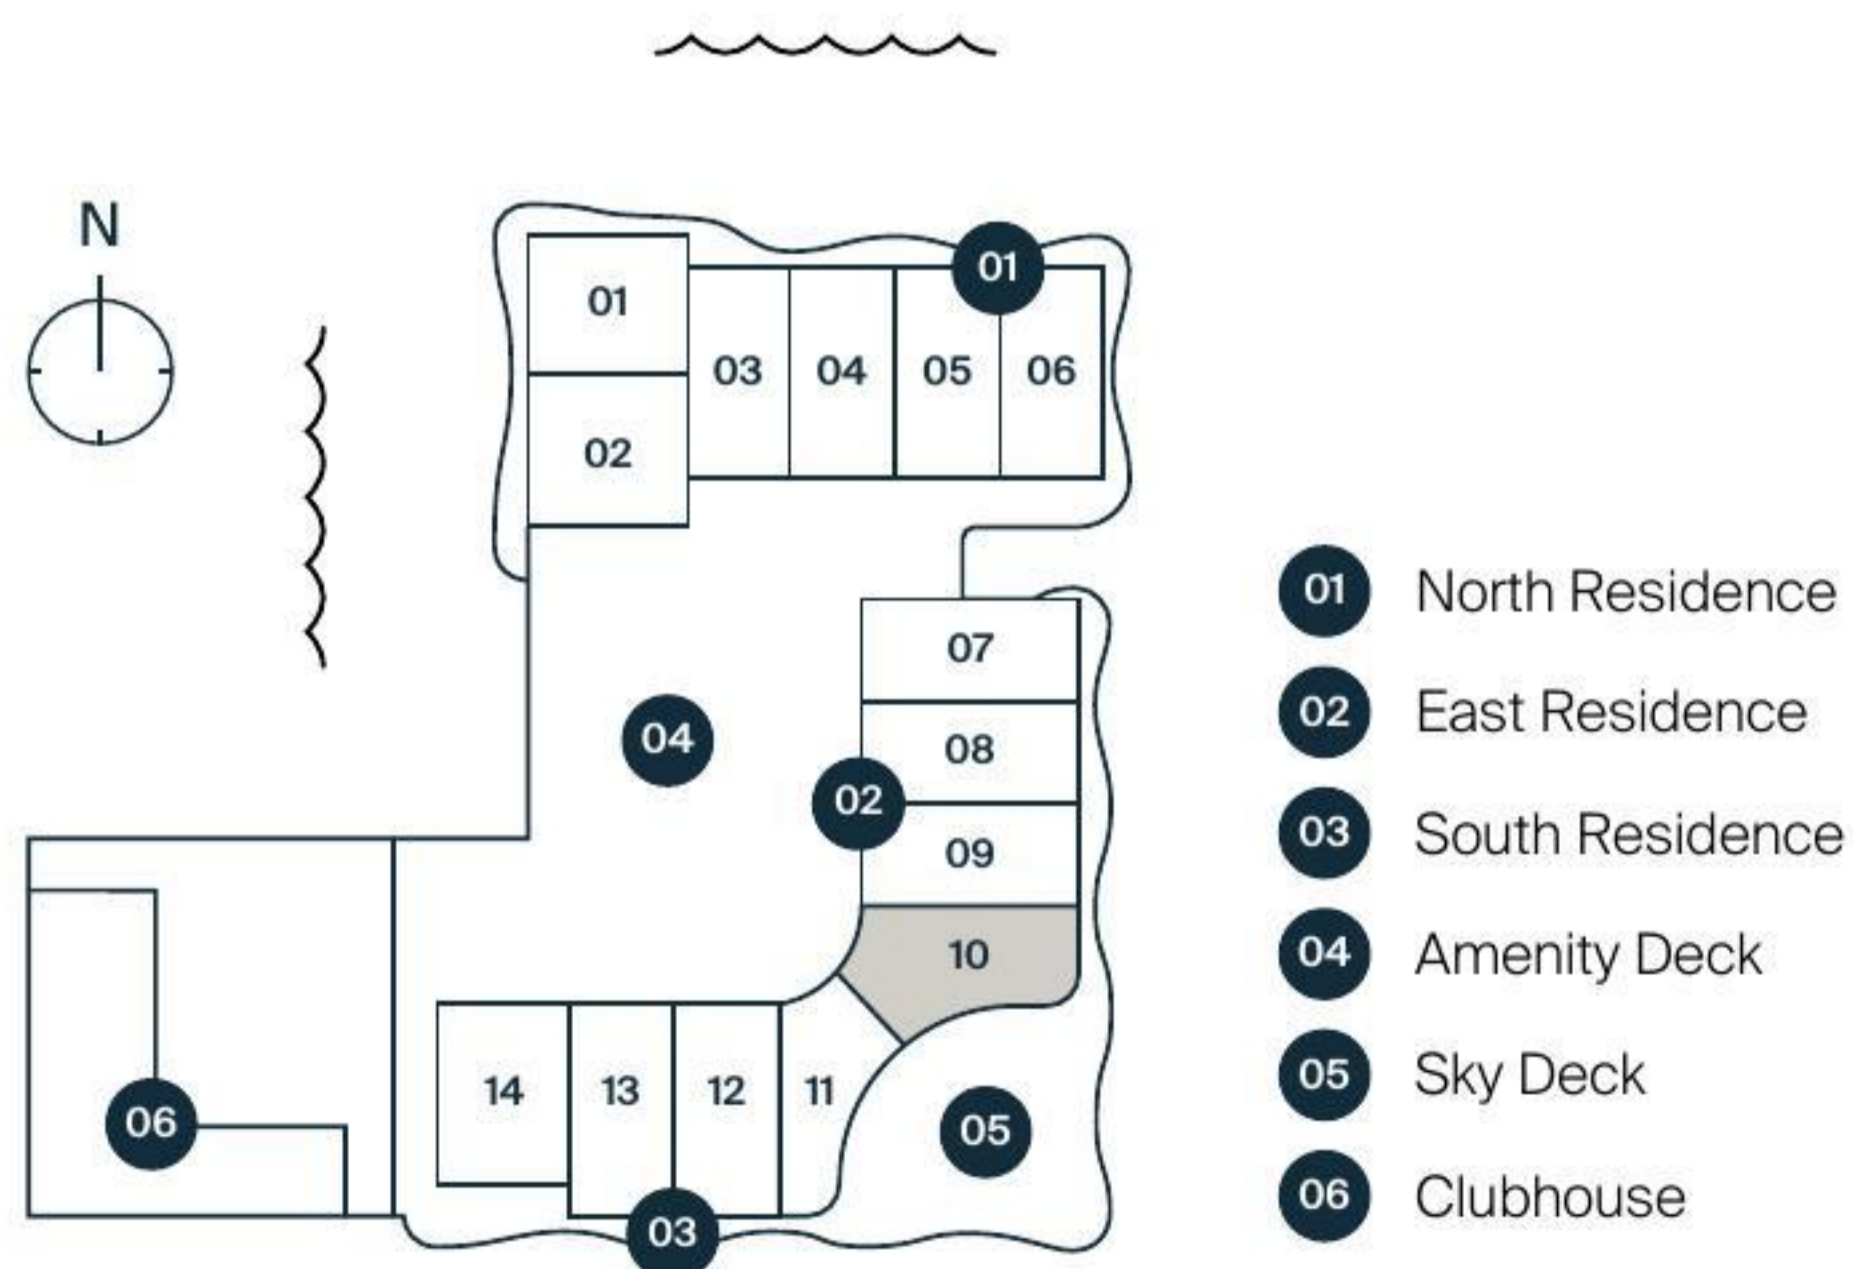 N
01
01
03 04 05 06
02
07
04
08
02
09
10
14 13 12 11
06
05
03
01 North Residence
02 East Residence
03 South Residence
04 Amenity Deck
05 Sky Deck
06 Clubhouse